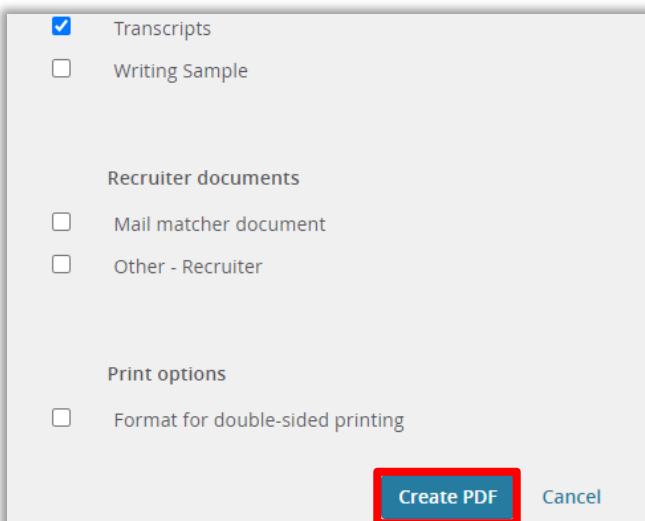 Transcripts
Writing Sample
Recruiter documents
Mail matcher document
Other - Recruiter
Print options
Format for double-sided printing
Create PDF Cancel